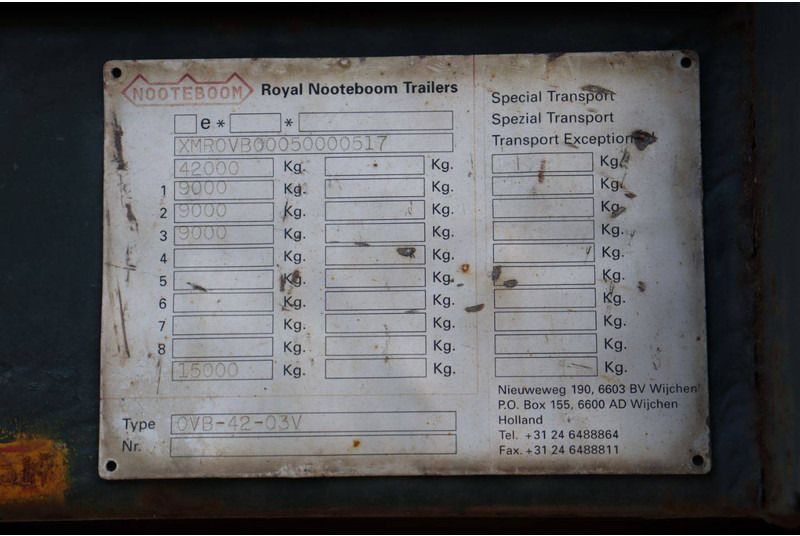 NOOTEBOOM Royal Nooteboom Trailers
e * *
XMR0VB00050000517
42000 Kg. Kg.
1 9000 Kg. Kg.
2 9000 Kg. Kg.
3 9000 Kg. Kg.
4 Kg. Kg.
5 Kg. Kg.
6 Kg. Kg.
7 Kg. Kg.
8 Kg. Kg.
15000 Kg. Kg.
Type OVB-42-03V
Nr.
Special Transport
Spezial Transport
Transport Exception
Kg.
Kg.
Kg.
Kg.
Kg.
Kg.
Kg.
Kg.
Kg.
Kg.
Nieuweweg 190, 6603 BV Wijchen
P.O. Box 155, 6600 AD Wijchen
Holland
Tel. +31 24 6488864
Fax. +31 24 6488811